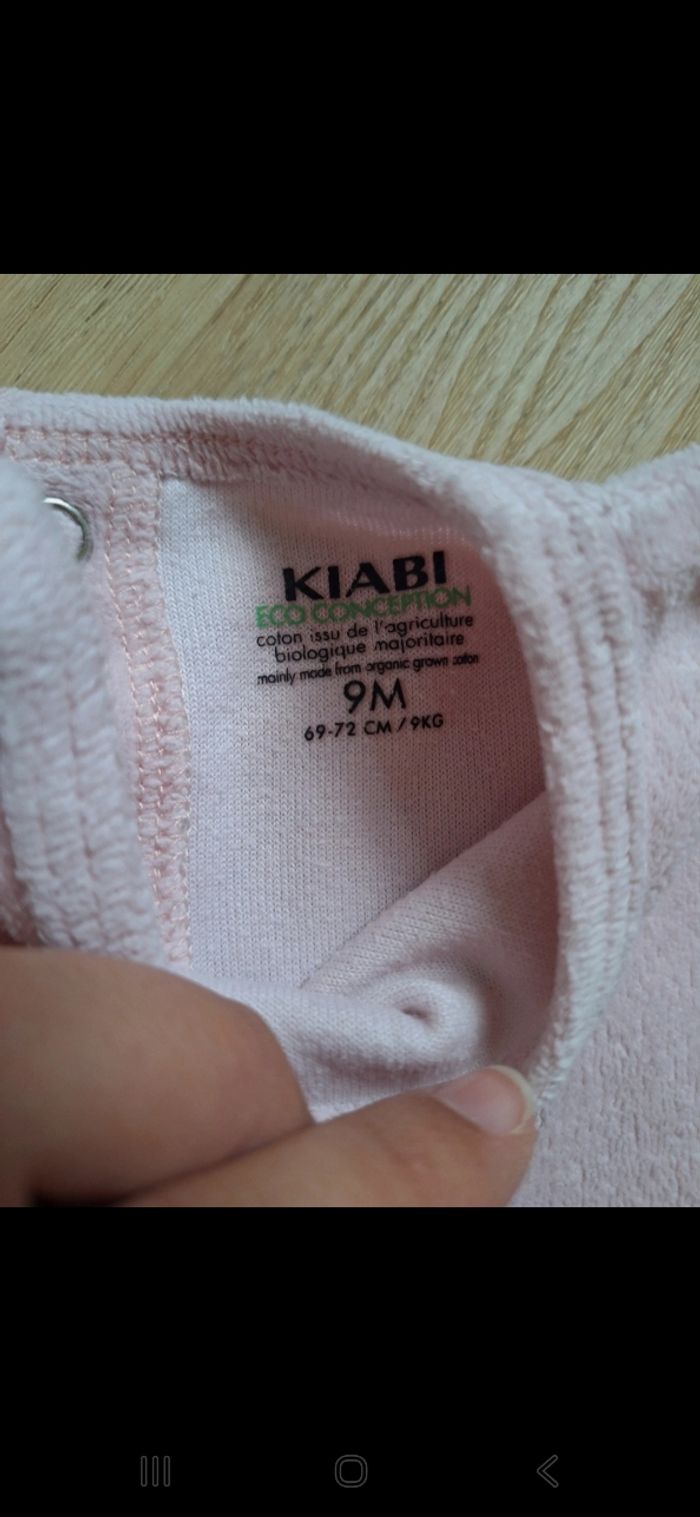 KIABI
ECO CONCEPTION
coton issu de l'agriculture
biologique majoritaire
mainly made from organic grown cotton
9M
69-72 CM / 9KG